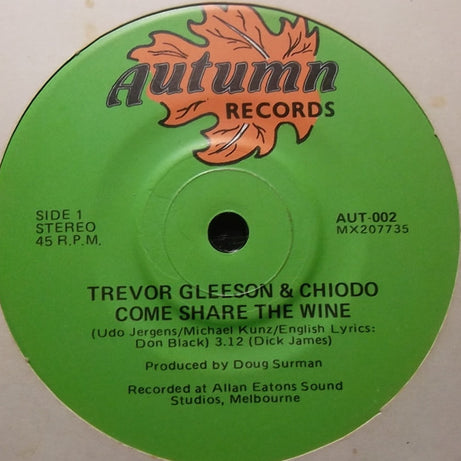 Autumn
RECORDS
SIDE 1
STEREO
45 R.P.M.
AUT-002
MX207735
TREVOR GLEESON & CHIODO
COME SHARE THE WINE
(Udo Jergens/Michael Kunz/English Lyrics:
Don Black) 3.12 (Dick James)
Produced by Doug Surman
Recorded at Allan Eatons Sound
Studios, Melbourne